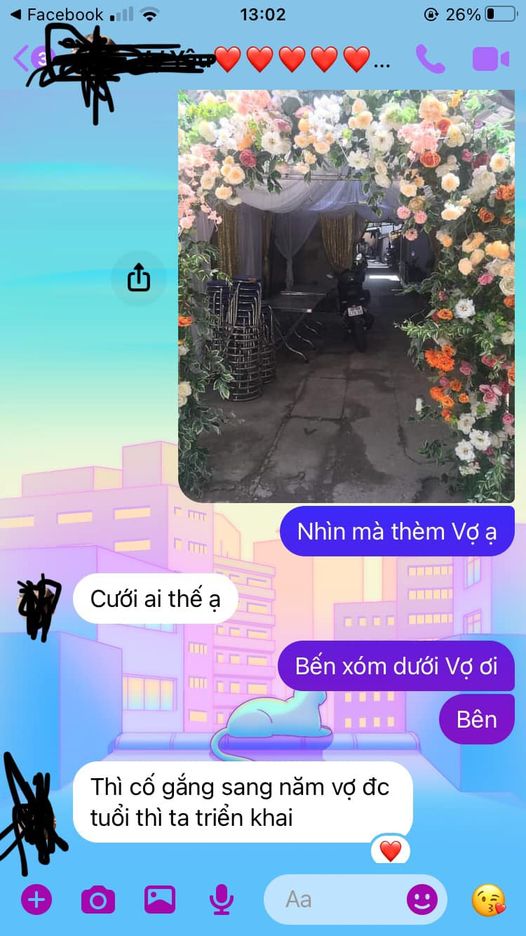 Facebook
13:02
26%
3
Nhìn mà thèm Vợ ạ
Cưới ai thế ạ
Bến xóm dưới Vợ ơi
Bên
Thì cố gắng sang năm vợ đc
tuổi thì ta triển khai
Aa